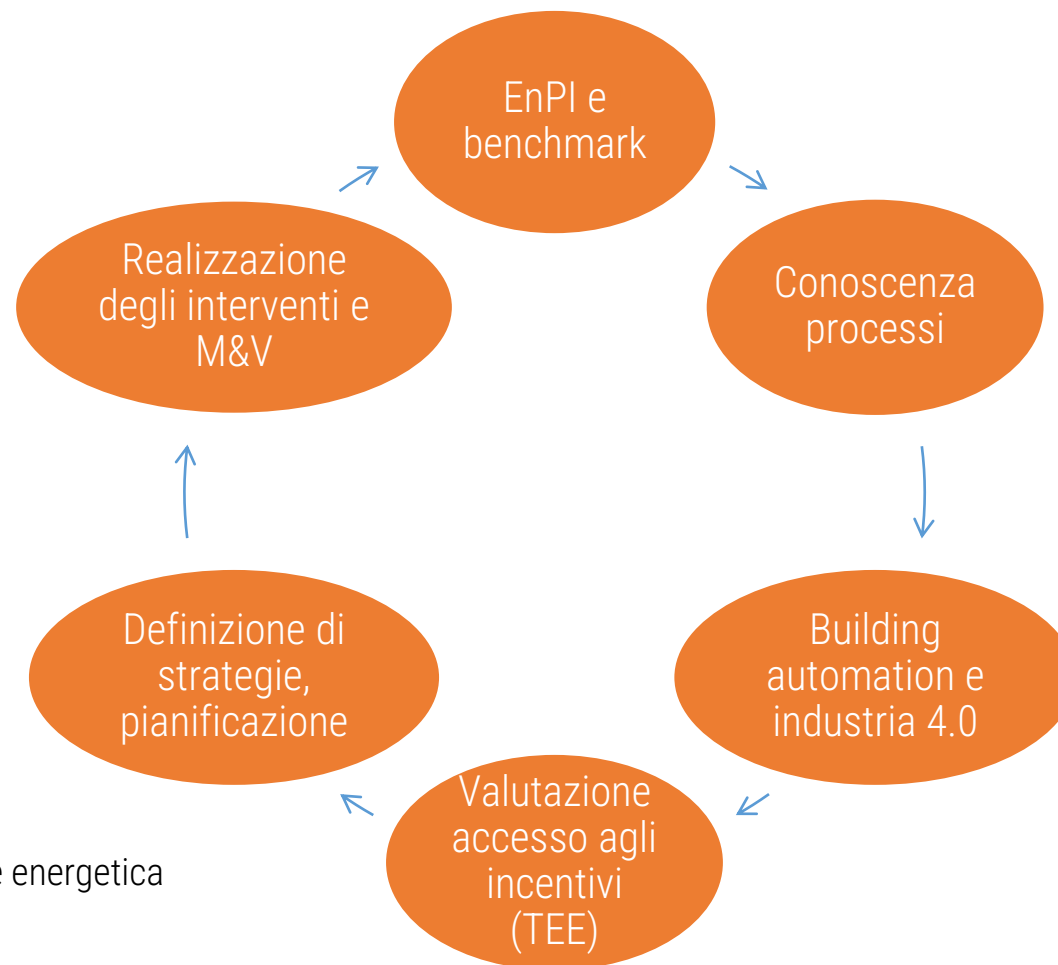 EnPI e
benchmark
Conoscenza
processi
Building
automation e
industria 4.0
Valutazione
accesso agli
incentivi
(TEE)
Definizione di
strategie,
pianificazione
Realizzazione
degli interventi e
M&V
e energetica